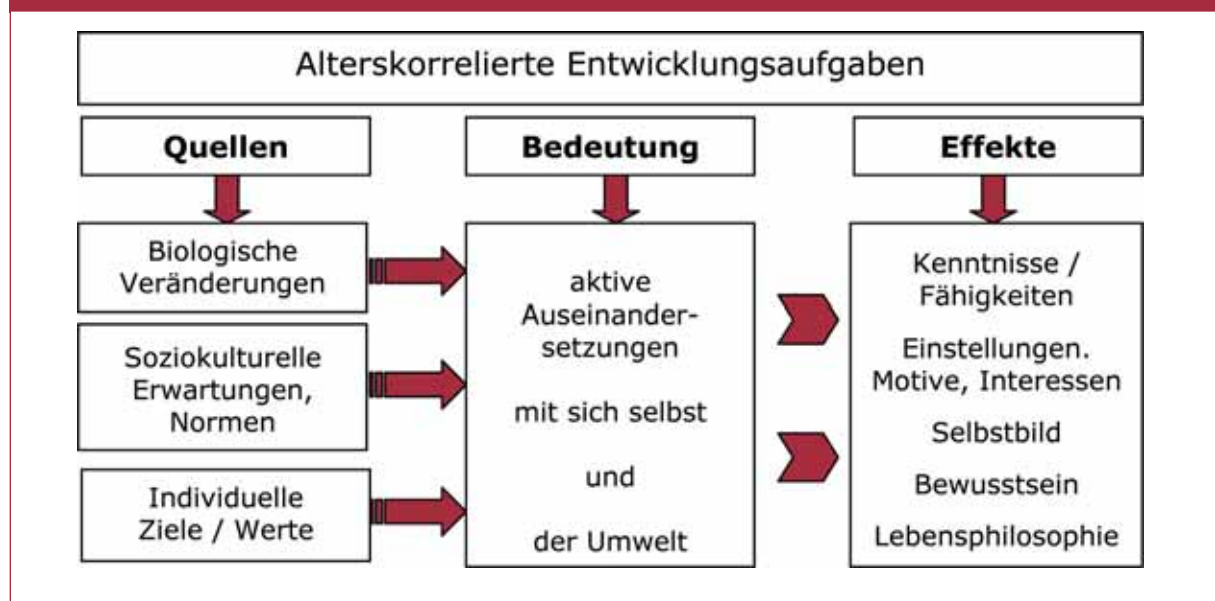 Alterskorrelierte Entwicklungsaufgaben
Quellen
Bedeutung
Effekte
Biologische
Veränderungen
Soziokulturelle
Erwartungen,
Normen
Individuelle
Ziele / Werte
aktive
Auseinander-
setzungen
mit sich selbst
und
der Umwelt
Kenntnisse /
Fähigkeiten
Einstellungen.
Motive, Interessen
Selbstbild
Bewusstsein
Lebensphilosophie